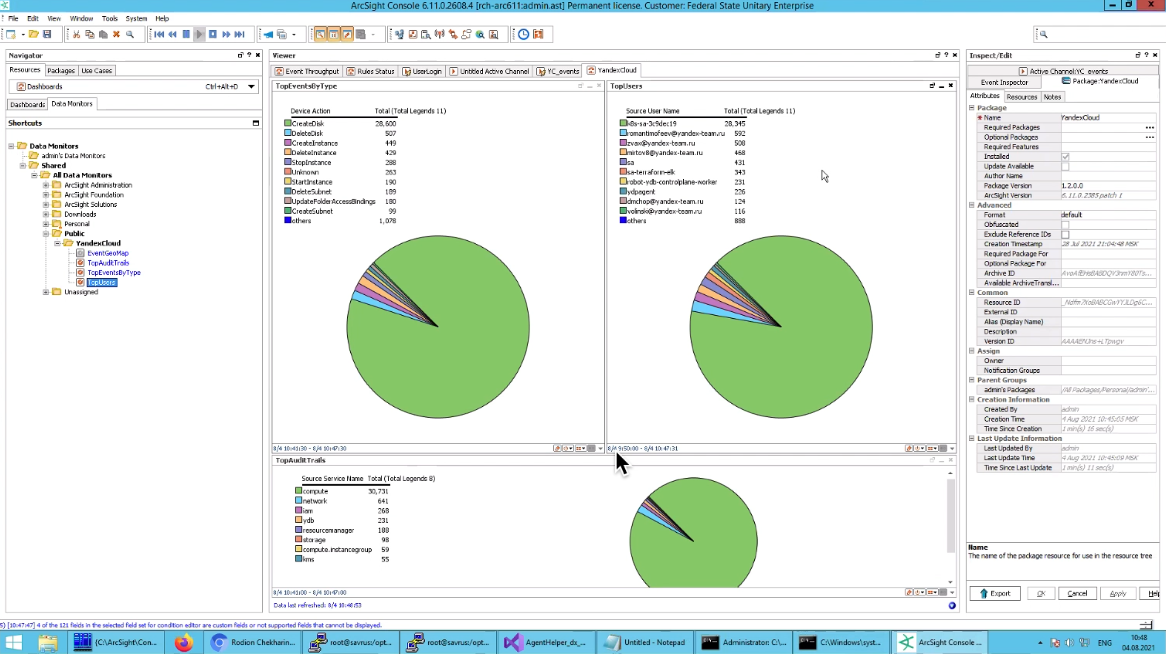 ArcSight Console 6.11.0.2608.4 [rch-arc611:admin.ast] Permanent license. Customer: Federal State Unitary Enterprise
File Edit View Window Tools System Help
Navigator
Resources Packages Use Cases
Dashboards Ctrl+Alt+D
Dashboards Data Monitors
Shortcuts
Data Monitors
admin's Data Monitors
Shared
All Data Monitors
ArcSight Administration
ArcSight Foundation
ArcSight Solutions
Downloads
Personal
Public
YandexCloud
EventGeoMap
TopAuditTrails
TopEventsByType
TopUsers
Unassigned
Viewer
Event Throughput Rules Status UserLogin Untitled Active Channel YC_events YandexCloud
TopEventsByType
Device Action Total (Total Legends 11)
CreateDisk 28,600
DeleteDisk 507
CreateInstance 449
DeleteInstance 429
StopInstance 288
Unknown 263
StartInstance 190
DeleteSubnet 189
UpdateFolderAccessBindings 180
CreateSubnet 99
others 1,078
8/4 10:41:30 - 8/4 10:47:30
TopUsers
Source User Name Total (Total Legends 11)
k8s-sa-3c9dec19 28,345
romantimofeev@yandex-team.ru 592
zvax@yandex-team.ru 508
mirtov8@yandex-team.ru 468
sa 431
sa-terraform-elk 343
robot-ydb-controlplane-worker 231
ydpagent 226
dmchop@yandex-team.ru 124
volinski@yandex-team.ru 116
others 888
8/4 9:50:00 - 8/4 10:47:31
TopAuditTrails
Source Service Name Total (Total Legends 8)
compute 30,731
network 641
iam 268
ydb 231
resourcemanager 188
storage 98
compute.instancegroup 59
kms 55
8/4 10:41:00 - 8/4 10:47:00
Data last refreshed: 8/4 10:46:53
Inspect/Edit
Active Channel:YC_events
Event Inspector Package:YandexCloud
Attributes Resources Notes
Package
Name YandexCloud
Required Packages
Optional Packages
Required Features
Installed
Update Available
Author Name
Package Version 1.2.0.0
ArcSight Version 6.11.0.2385 patch 1
Advanced
Format default
Obfuscated
Exclude Reference IDs
Creation Timestamp 28 Jul 2021 21:04:48 MSK
Required Package For
Optional Package For
Archive ID
Available ArchiveTransl...
Common
Resource ID
External ID
Alias (Display Name)
Description
Version ID
Assign
Owner
Notification Groups
Parent Groups
admin's Packages /All Packages/Personal/admin'...
Creation Information
Created By admin
Creation Time 4 Aug 2021 10:45:03 MSK
Time Since Creation 1 min(s) 16 sec(s)
Last Update Information
Last Updated By admin
Last Update Time 4 Aug 2021 10:45:09 MSK
Time Since Last Update 1 min(s) 11 sec(s)
Name
The name of the package resource for use in the resource tree
Export OK Cancel Apply Help
5) [10:47:47] 4 of the 121 fields in the selected field set for condition editor are custom fields or not supported fields that cannot be displayed.
(C:\ArcSight\Con... Rodion Chekharin... root@savrus:/opt... root@savrus:/opt... AgentHelper_dx_... Untitled - Notepad Administrator: C:\... C:\Windows\syst... ArcSight Console ... ENG 10:48
04.08.2021